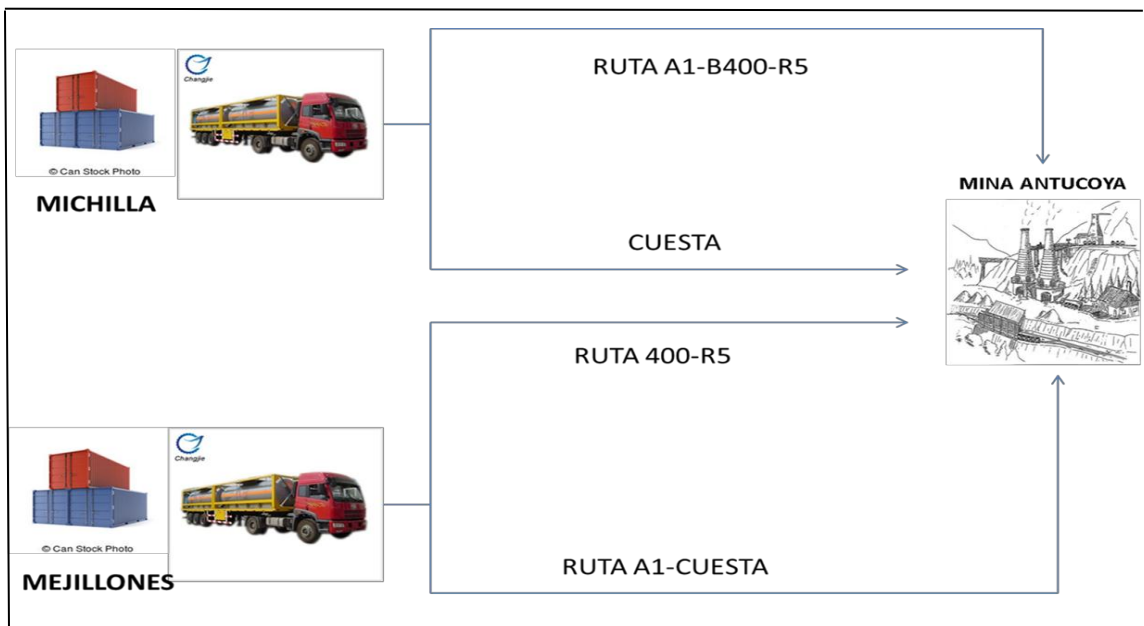 RUTA A1-B400-R5
Changjie
© Can Stock Photo
MICHILLA
MINA ANTUCOYA
CUESTA
RUTA 400-R5
Changjie
© Can Stock Photo
MEJILLONES
RUTA A1-CUESTA